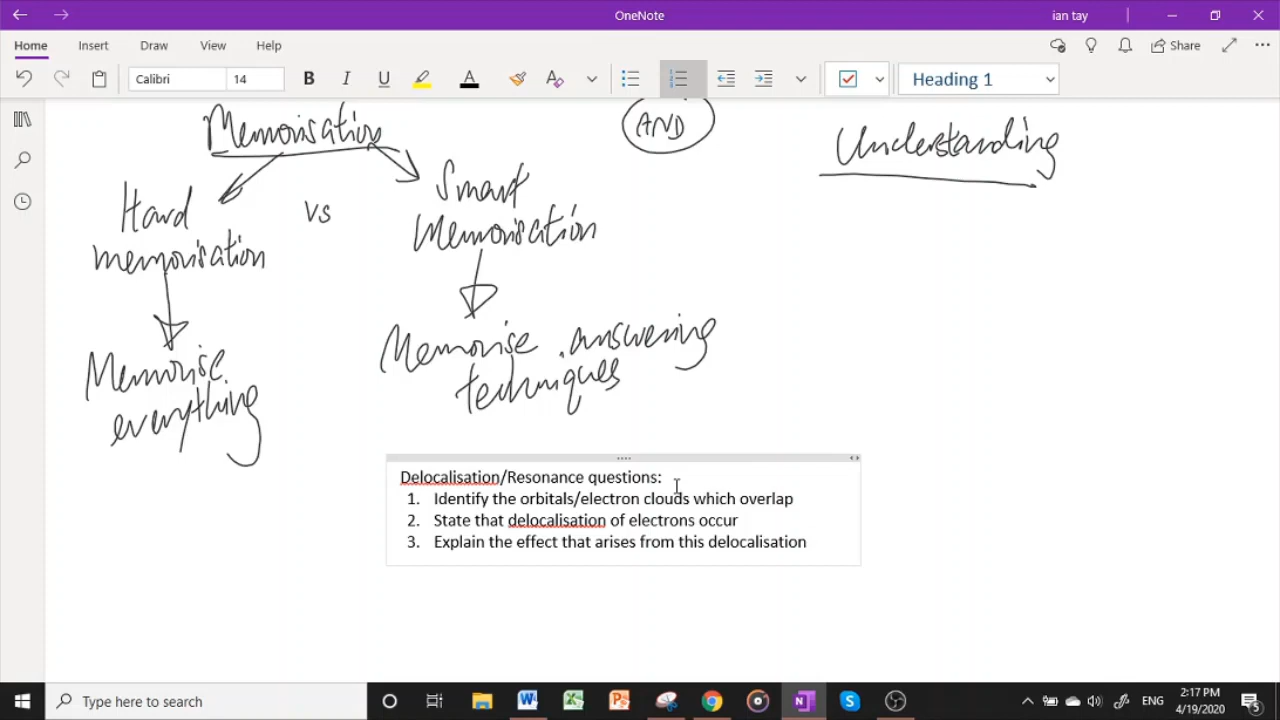 OneNote
ian tay
Home Insert Draw View Help
Share
Calibri 14 B I U A Heading 1
Memorisation
AND
Understanding
Hard
memorisation
vs
Smart
Memorisation
Memorise
everything
Memorise answering
techniques
Delocalisation/Resonance questions:
1. Identify the orbitals/electron clouds which overlap
2. State that delocalisation of electrons occur
3. Explain the effect that arises from this delocalisation
Type here to search
ENG
2:17 PM
4/19/2020
5